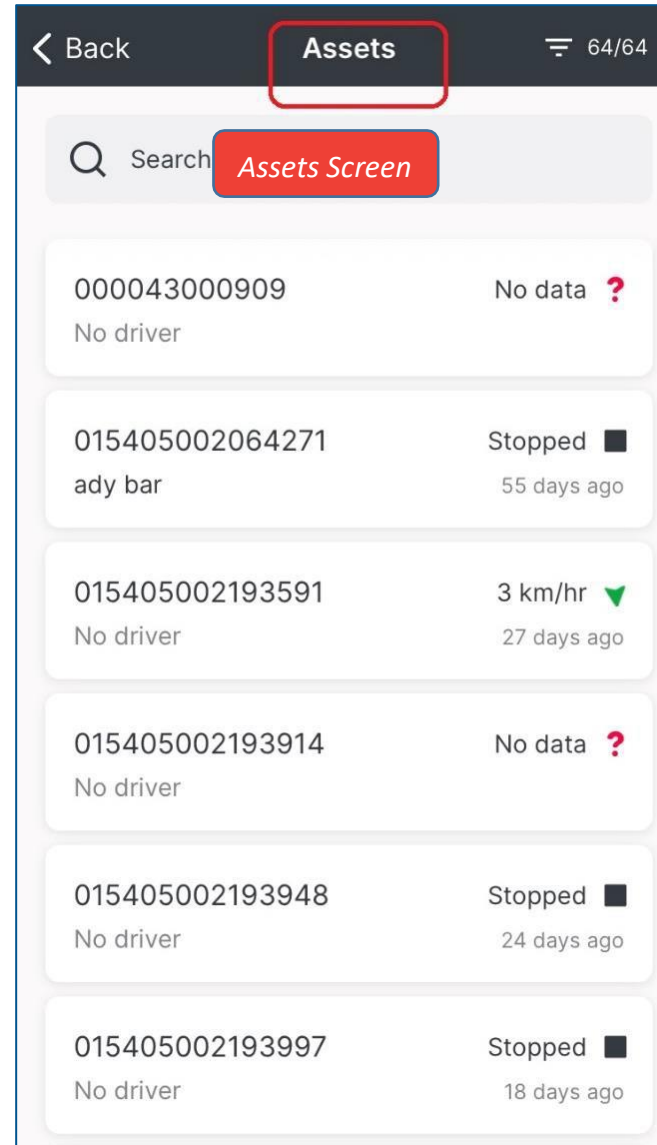 Back Assets 64/64
Search Assets Screen
000043000909 No data ?
No driver
015405002064271 Stopped
ady bar 55 days ago
015405002193591 3 km/hr
No driver 27 days ago
015405002193914 No data ?
No driver
015405002193948 Stopped
No driver 24 days ago
015405002193997 Stopped
No driver 18 days ago